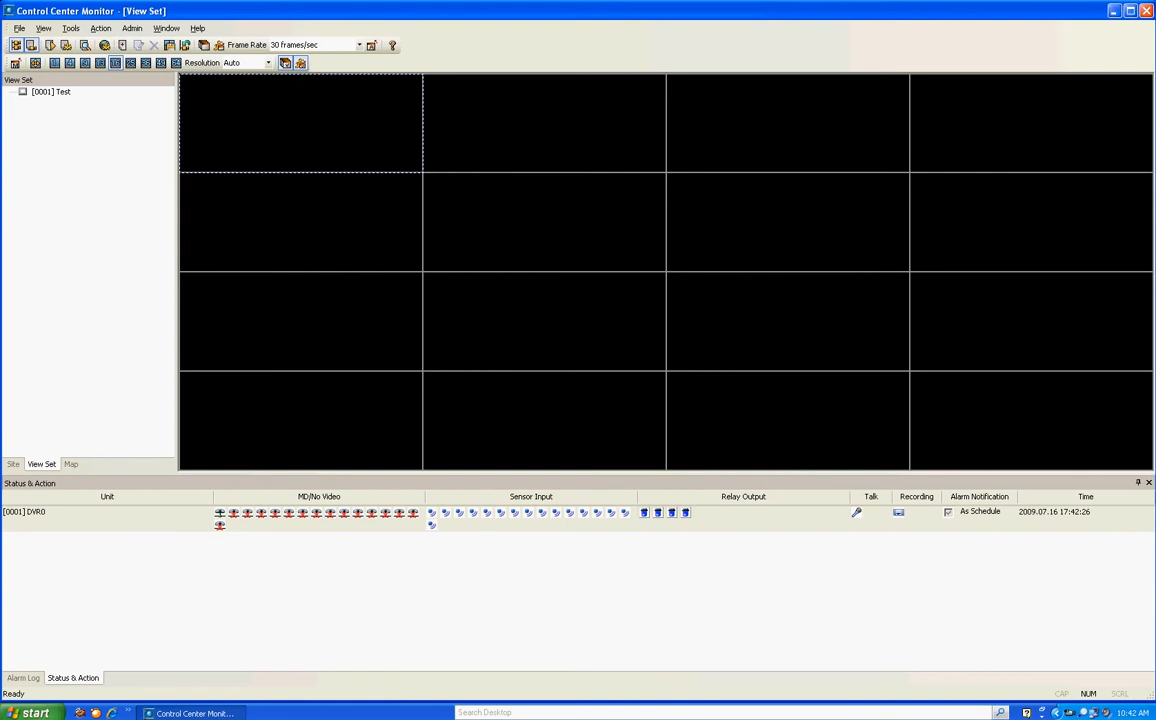 Control Center Monitor - [View Set]
File View Tools Action Admin Window Help
Frame Rate 30 frames/sec
Resolution Auto
View Set
[0001] Test
Site View Set Map
Status & Action
Unit MD/No Video Sensor Input Relay Output Talk Recording Alarm Notification Time
[0001] DVR0 As Schedule 2009.07.16 17:42:26
Alarm Log Status & Action
Ready CAP NUM SCRL
start Control Center Monit... Search Desktop 10:42 AM